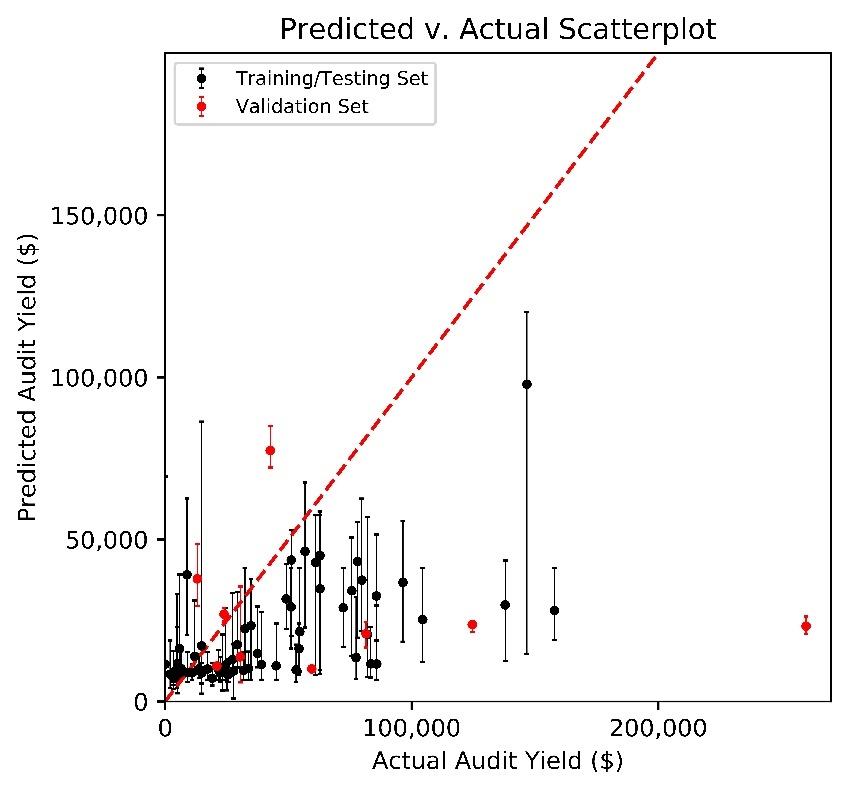 Predicted v. Actual Scatterplot
Training/Testing Set
Validation Set
150,000
100,000
50,000
0
Predicted Audit Yield ($)
0
100,000
200,000
Actual Audit Yield ($)